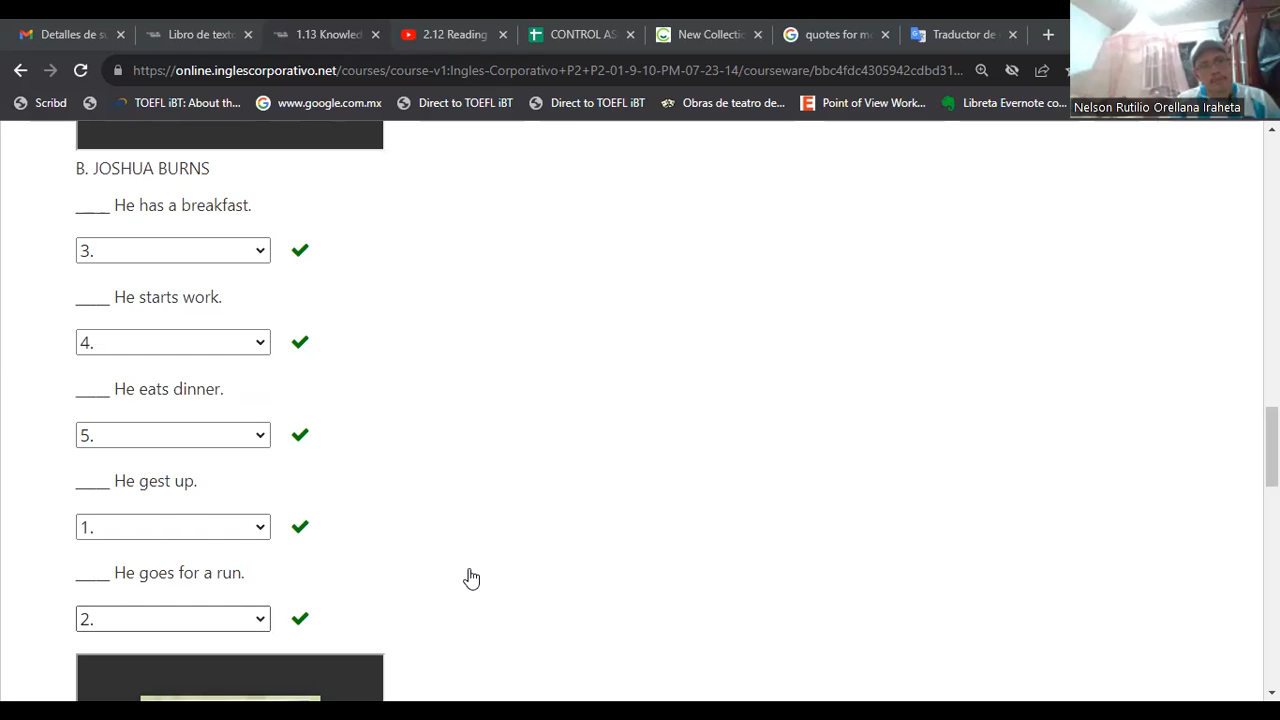 Detalles de su
Libro de texto
1.13 Knowled
2.12 Reading
CONTROL AS
New Collecti
quotes for m
Traductor de
https://online.inglescorporativo.net/courses/course-v1:Ingles-Corporativo+P2+P2-01-9-10-PM-07-23-14/courseware/bbc4fdc4305942cdbd31...
Nelson Rutilio Orellana Iraheta
Scribd
TOEFL iBT: About th...
www.google.com.mx
Direct to TOEFL iBT
Direct to TOEFL iBT
Obras de teatro de...
Point of View Work...
Libreta Evernote co...
B. JOSHUA BURNS
____ He has a breakfast.
3.
____ He starts work.
4.
____ He eats dinner.
5.
____ He gest up.
1.
____ He goes for a run.
2.